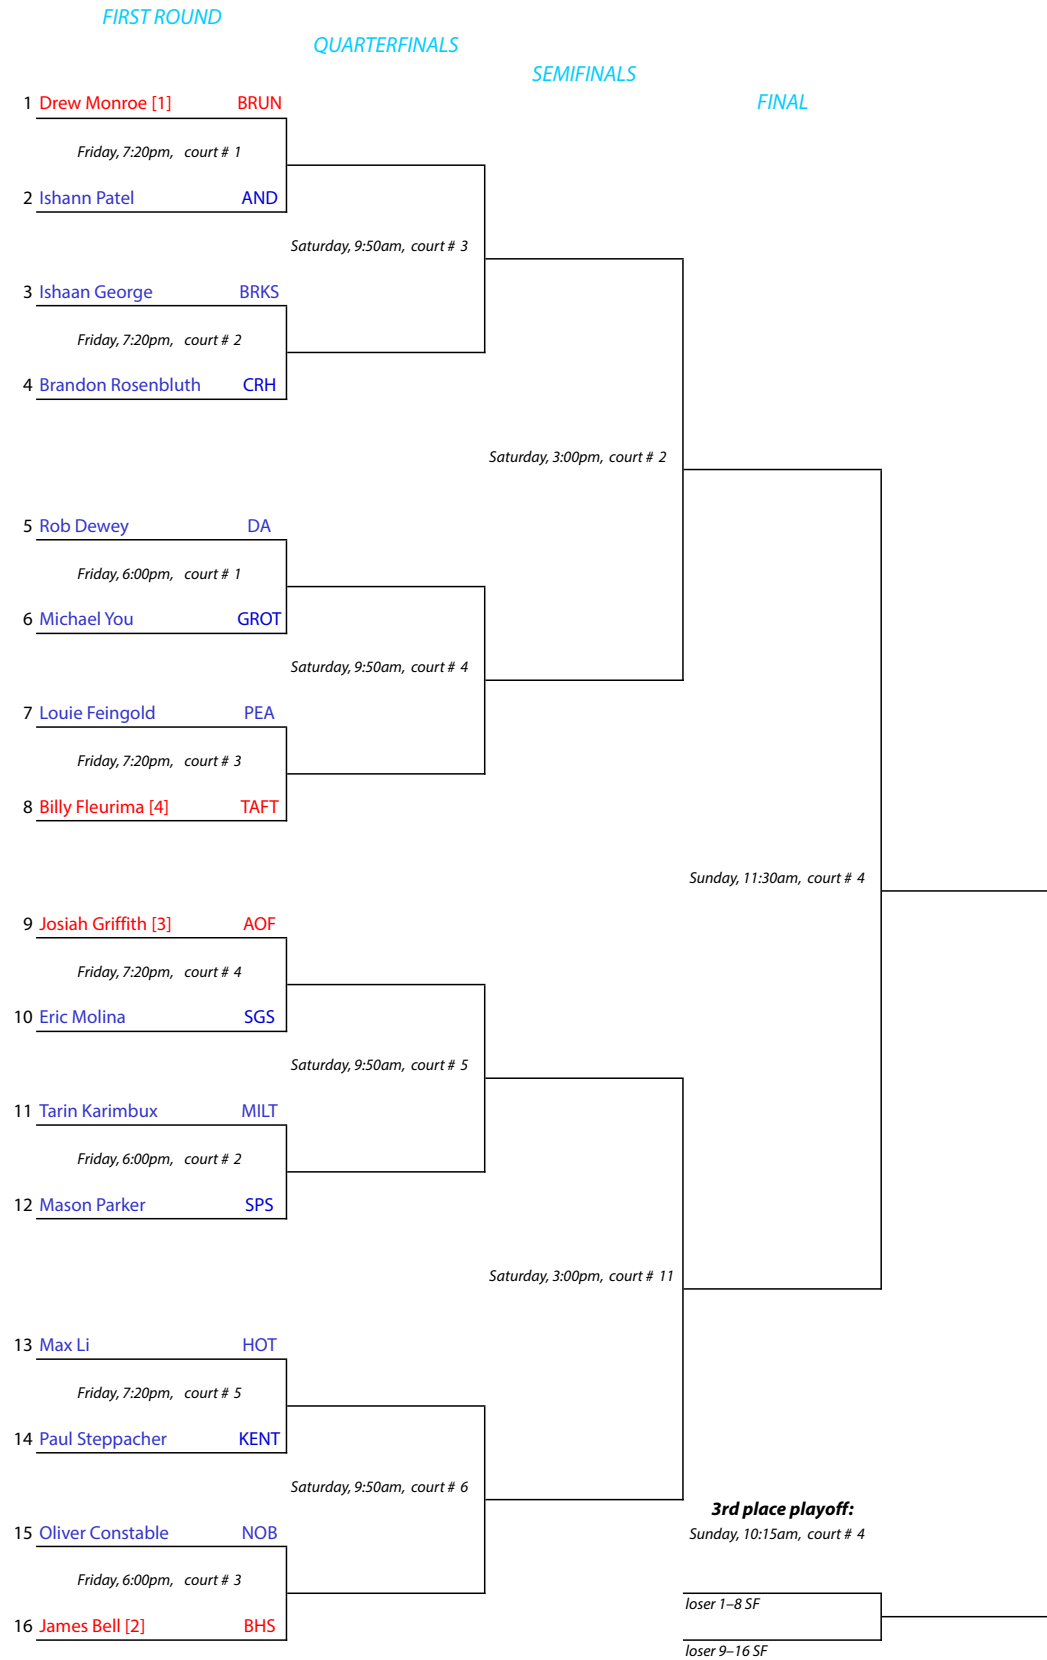 FIRST ROUND
QUARTERFINALS
SEMIFINALS
FINAL
1 Drew Monroe [1] BRUN
Friday, 7:20pm, court # 1
2 Ishann Patel AND
Saturday, 9:50am, court # 3
3 Ishaan George BRKS
Friday, 7:20pm, court # 2
4 Brandon Rosenbluth CRH
Saturday, 3:00pm, court # 2
5 Rob Dewey DA
Friday, 6:00pm, court # 1
6 Michael You GROT
Saturday, 9:50am, court # 4
7 Louie Feingold PEA
Friday, 7:20pm, court # 3
8 Billy Fleurima [4] TAFT
Sunday, 11:30am, court # 4
9 Josiah Griffith [3] AOF
Friday, 7:20pm, court # 4
10 Eric Molina SGS
Saturday, 9:50am, court # 5
11 Tarin Karimbux MILT
Friday, 6:00pm, court # 2
12 Mason Parker SPS
Saturday, 3:00pm, court # 11
13 Max Li HOT
Friday, 7:20pm, court # 5
14 Paul Steppacher KENT
Saturday, 9:50am, court # 6
3rd place playoff:
15 Oliver Constable NOB
Sunday, 10:15am, court # 4
Friday, 6:00pm, court # 3
loser 1–8 SF
16 James Bell [2] BHS
loser 9–16 SF